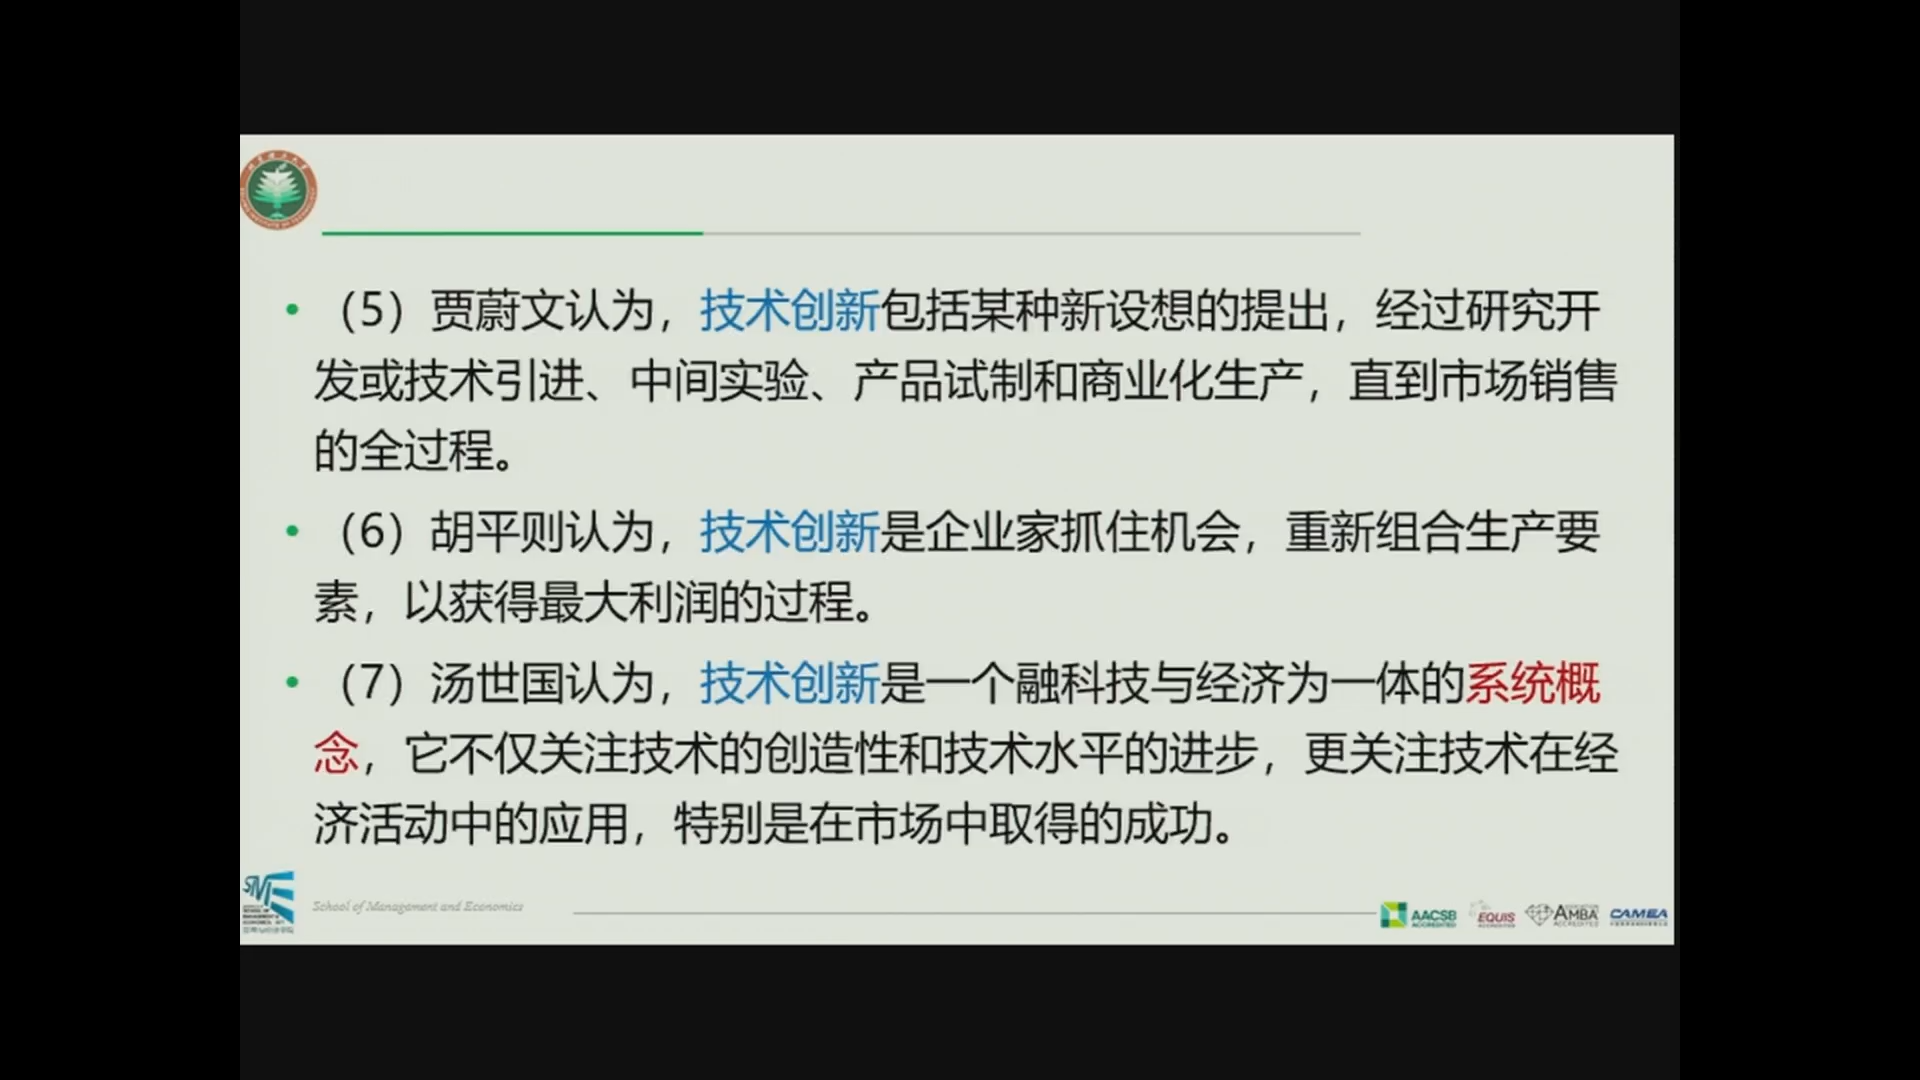 （5）贾蔚文认为，技术创新包括某种新设想的提出，经过研究开
发或技术引进、中间实验、产品试制和商业化生产，直到市场销售
的全过程。
（6）胡平则认为，技术创新是企业家抓住机会，重新组合生产要
素，以获得最大利润的过程。
（7）汤世国认为，技术创新是一个融科技与经济为一体的系统概
念，它不仅关注技术的创造性和技术水平的进步，更关注技术在经
济活动中的应用，特别是在市场中取得的成功。
School of Management and Economics
AACSB
ACCREDITED
EQUIS
ACCREDITED
AMBA
ACCREDITED
CAMEA